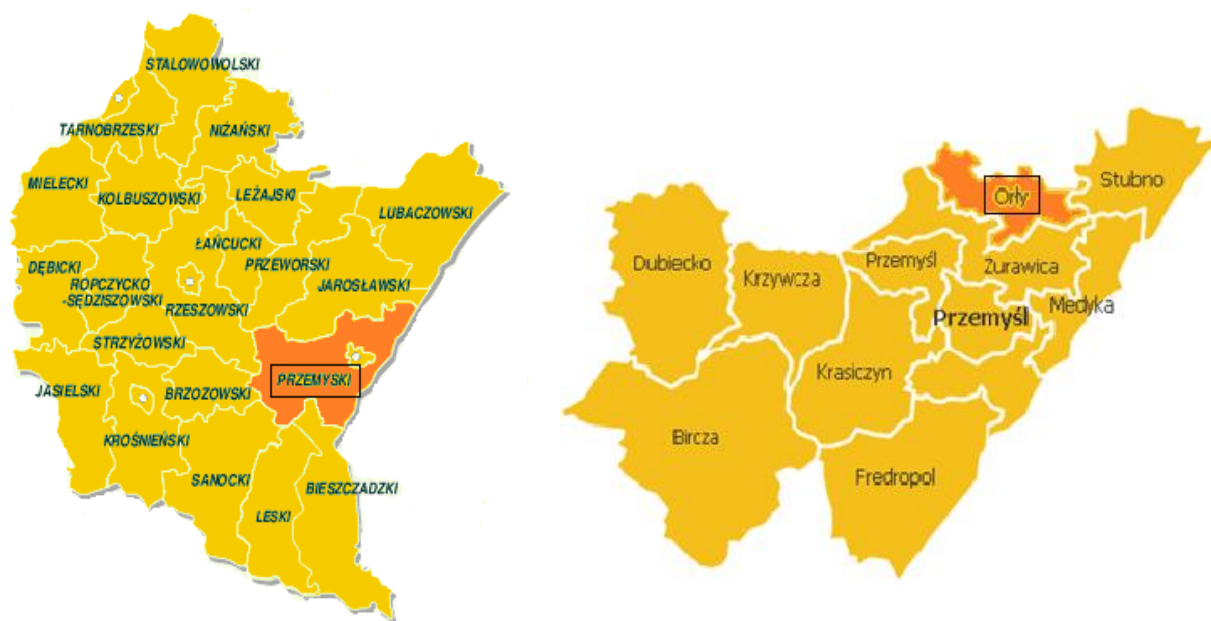 STALOWOWOLSKI
TARNOBRZESKI
NIŻAŃSKI
MIELECKI
KOLBUSZOWSKI
LEŻAJSKI
LUBACZOWSKI
ŁAŃCUCKI
DĘBICKI
PRZEWORSKI
ROPCZYCKO
-SĘDZISZOWSKI
JAROSŁAWSKI
RZESZOWSKI
STRZYŻOWSKI
PRZEMYSKI
JASIELSKI
BRZOZOWSKI
KROŚNIEŃSKI
SANOCKI
BIESZCZADZKI
LESKI
Stubno
Orły
Dubiecko
Krzywcza
Przemyśl
Żurawica
Medyka
Przemyśl
Krasiczyn
Bircza
Fredropol